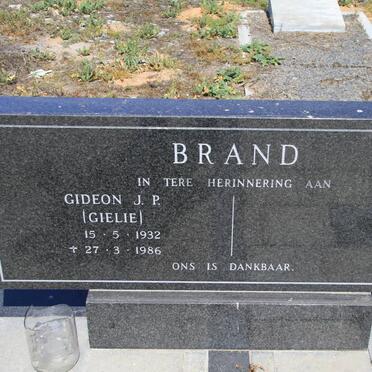 BRAND
IN TERE HERINNERING AAN
GIDEON J. P.
(GIELIE)
15 · 5 · 1932
✝ 27 · 3 · 1986
ONS IS DANKBAAR.